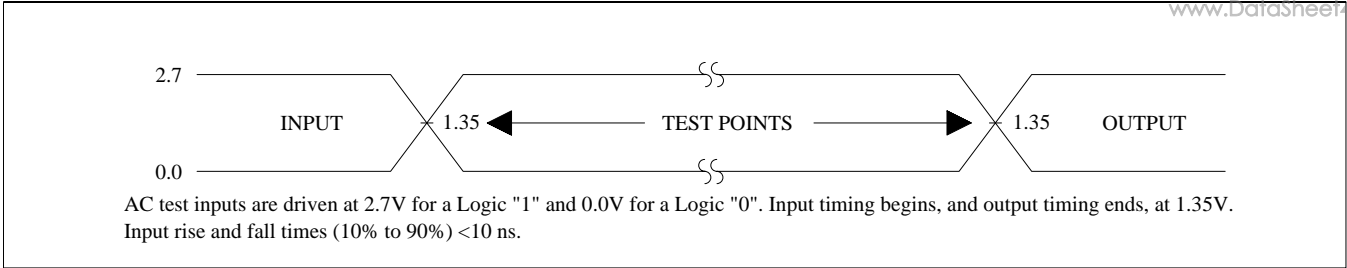 www.DataSheet4
2.7
INPUT 1.35 TEST POINTS 1.35 OUTPUT
0.0
AC test inputs are driven at 2.7V for a Logic "1" and 0.0V for a Logic "0". Input timing begins, and output timing ends, at 1.35V.
Input rise and fall times (10% to 90%) <10 ns.